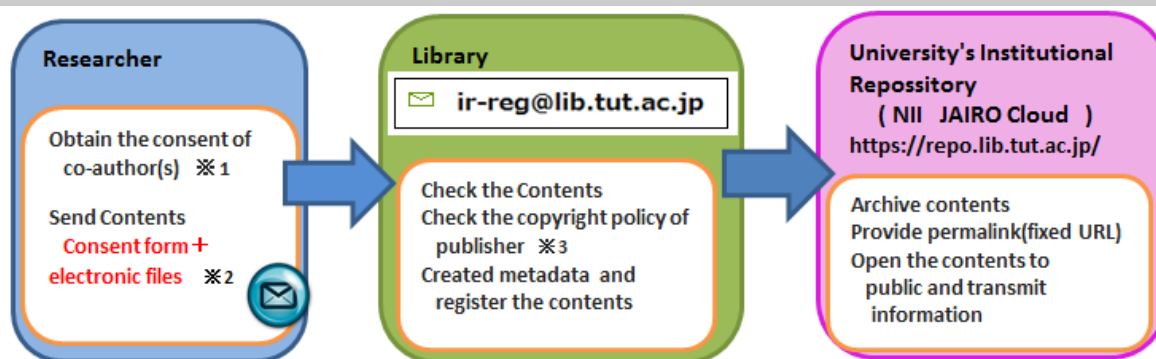 Researcher
Obtain the consent of
co-author(s) ※1
Send Contents
Consent form+
electronic files ※2
Library
ir-reg@lib.tut.ac.jp
Check the Contents
Check the copyright policy of
publisher ※3
Created metadata and
register the contents
University's Institutional
Repossitory
( NII JAIRO Cloud )
https://repo.lib.tut.ac.jp/
Archive contents
Provide permalink(fixed URL)
Open the contents to
public and transmit
information